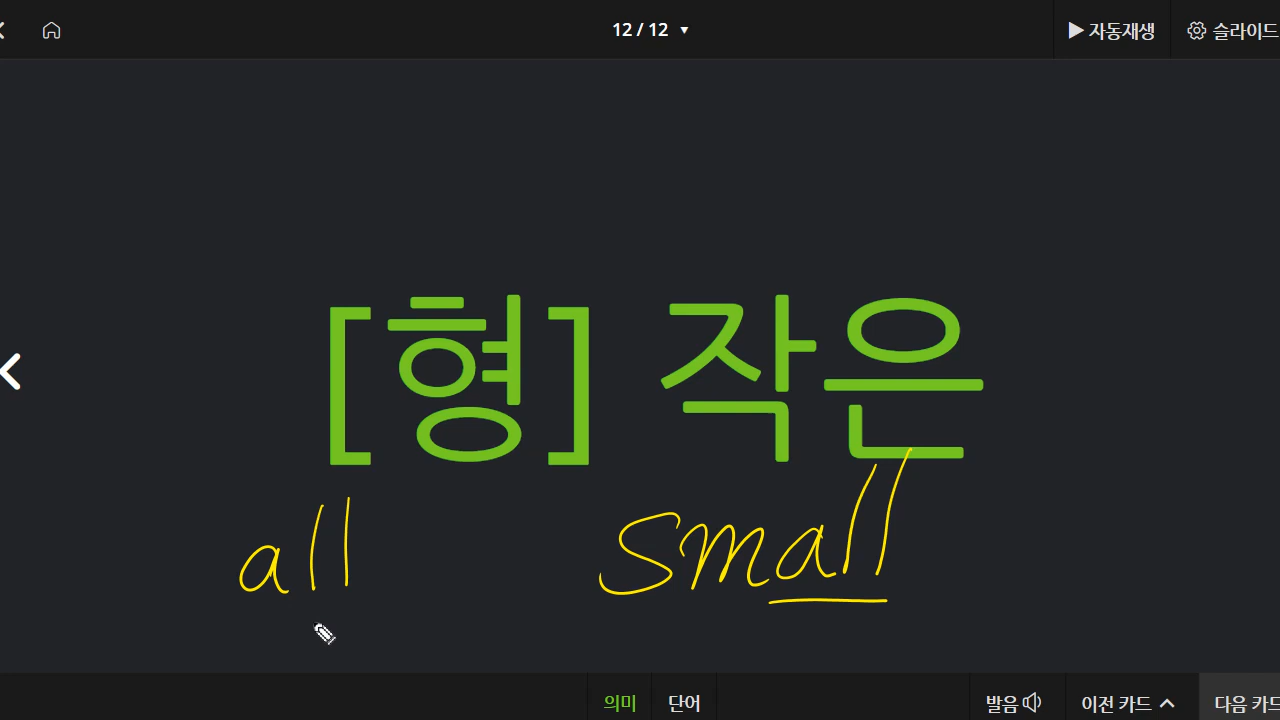 12 / 12 ▼
▶ 자동재생
슬라이드
[형] 작은
all
small
의미
단어
발음
이전 카드
다음 카드